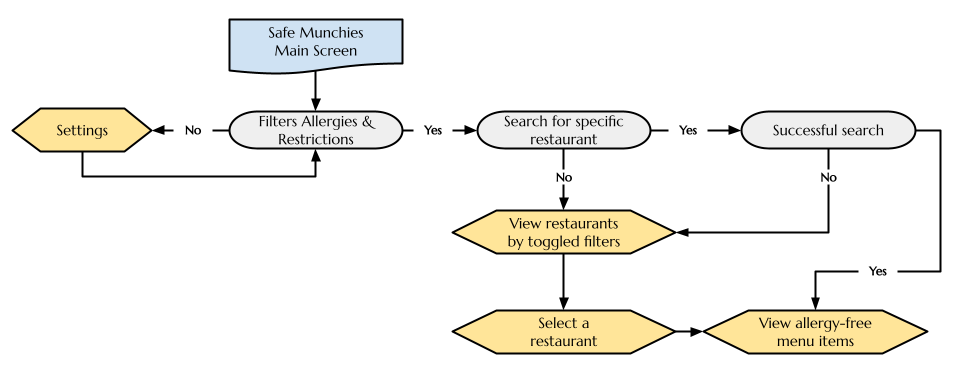 Safe Munchies
Main Screen
Settings
No
Filters Allergies &
Restrictions
Yes
Search for specific
restaurant
Yes
Successful search
No
No
View restaurants
by toggled filters
Yes
Select a
restaurant
View allergy-free
menu items